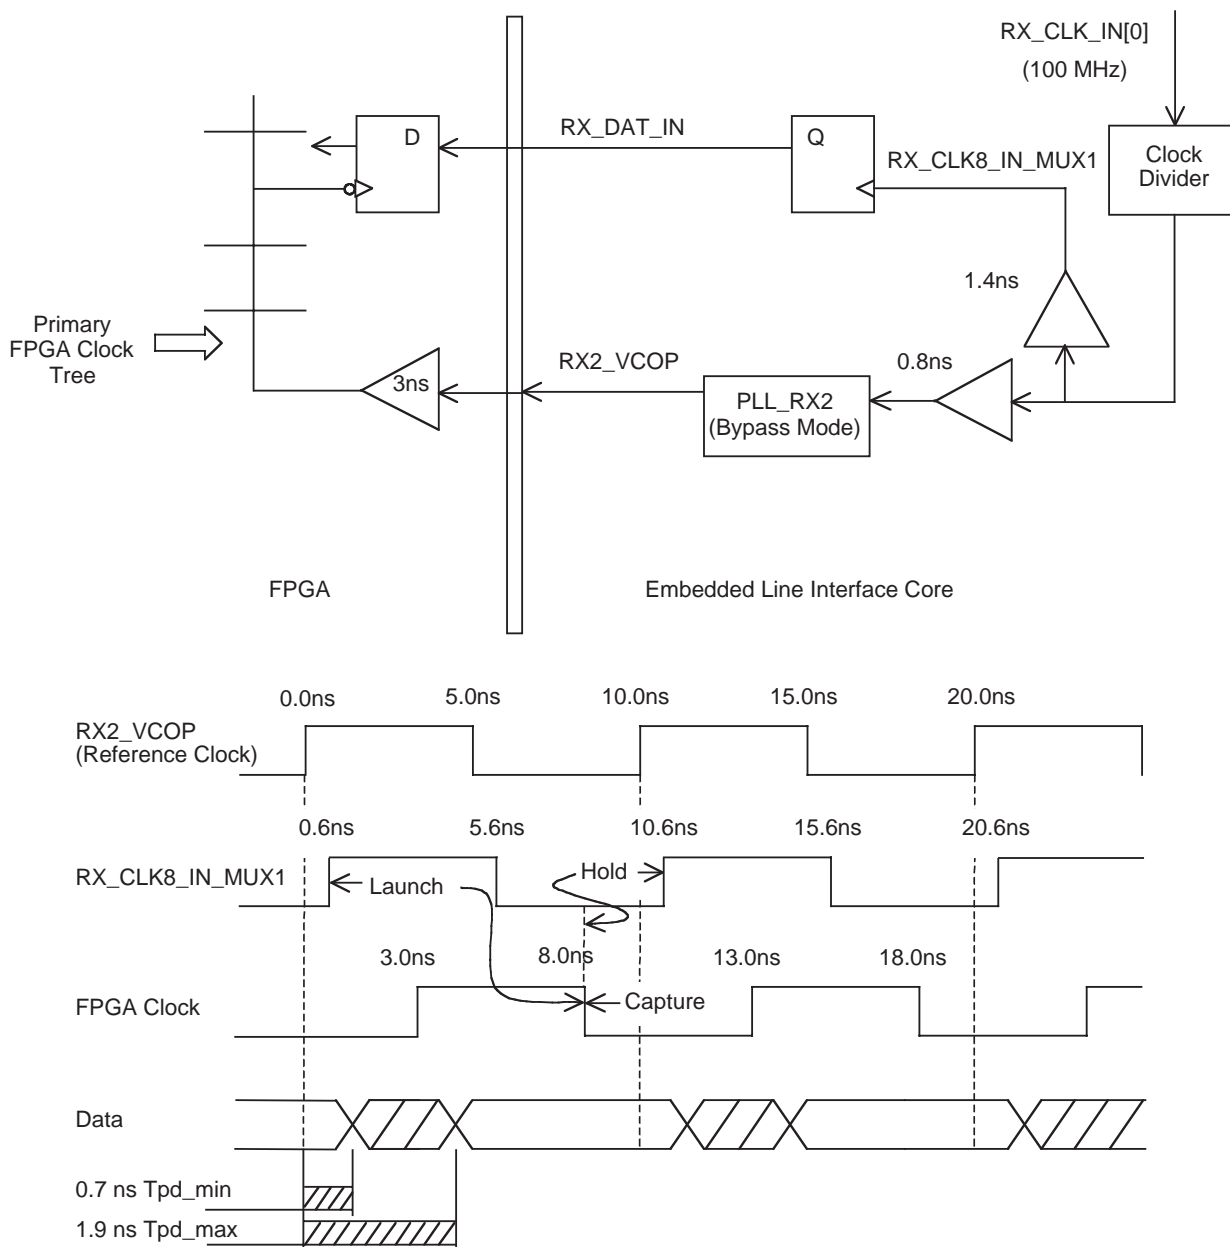 RX_CLK_IN[0]
(100 MHz)
D
RX_DAT_IN
Q
RX_CLK8_IN_MUX1
Clock
Divider
1.4ns
Primary
FPGA Clock
Tree
3ns
RX2_VCOP
0.8ns
PLL_RX2
(Bypass Mode)
FPGA
Embedded Line Interface Core
0.0ns
5.0ns
10.0ns
15.0ns
20.0ns
RX2_VCOP
(Reference Clock)
0.6ns
5.6ns
10.6ns
15.6ns
20.6ns
RX_CLK8_IN_MUX1
Launch
Hold
3.0ns
8.0ns
13.0ns
18.0ns
FPGA Clock
Capture
Data
0.7 ns Tpd_min
1.9 ns Tpd_max